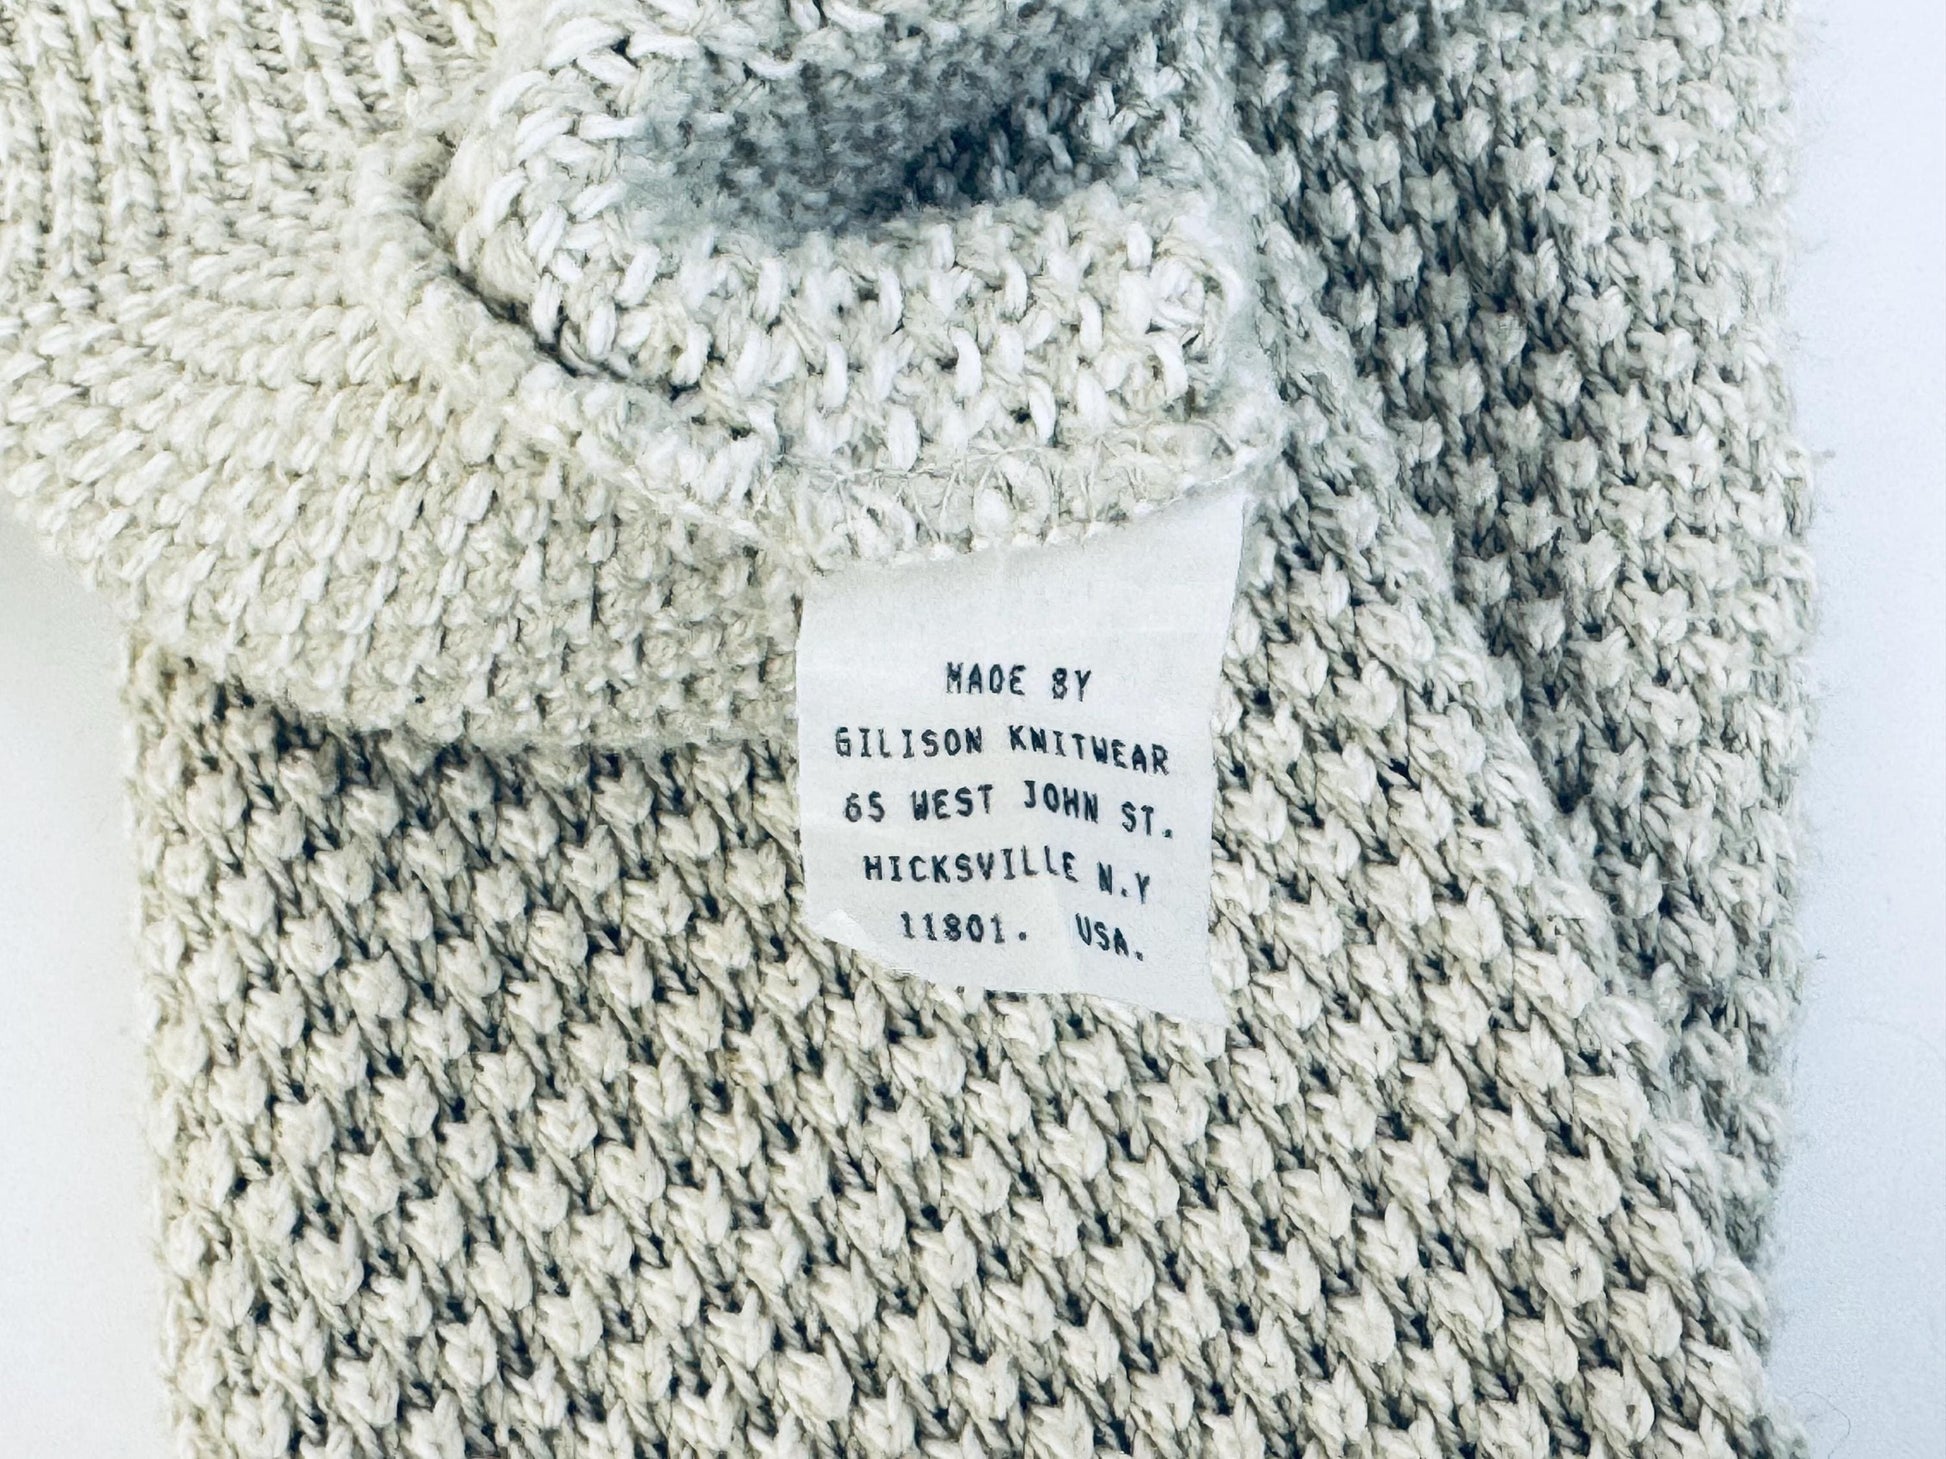 MADE BY
GILISON KNITWEAR
65 WEST JOHN ST.
HICKSVILLE N.Y
11801. USA.